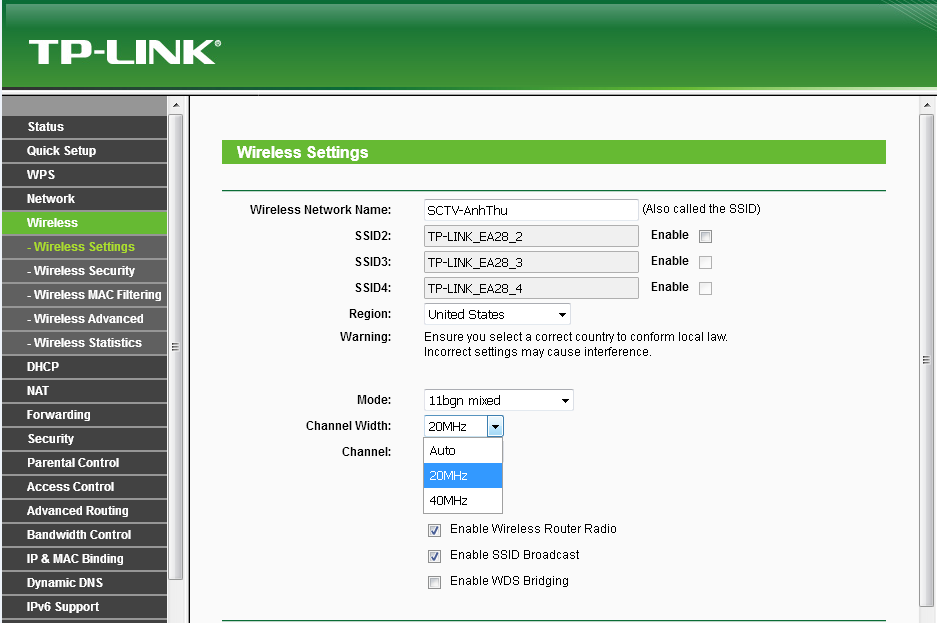 TP-LINK®
Status
Quick Setup
WPS
Network
Wireless
- Wireless Settings
- Wireless Security
- Wireless MAC Filtering
- Wireless Advanced
- Wireless Statistics
DHCP
NAT
Forwarding
Security
Parental Control
Access Control
Advanced Routing
Bandwidth Control
IP & MAC Binding
Dynamic DNS
IPv6 Support
Wireless Settings
Wireless Network Name: SCTV-AnhThu (Also called the SSID)
SSID2: TP-LINK_EA28_2 Enable
SSID3: TP-LINK_EA28_3 Enable
SSID4: TP-LINK_EA28_4 Enable
Region: United States
Warning: Ensure you select a correct country to conform local law.
Incorrect settings may cause interference.
Mode: 11bgn mixed
Channel Width: 20MHz
Channel: Auto
20MHz
40MHz
Enable Wireless Router Radio
Enable SSID Broadcast
Enable WDS Bridging